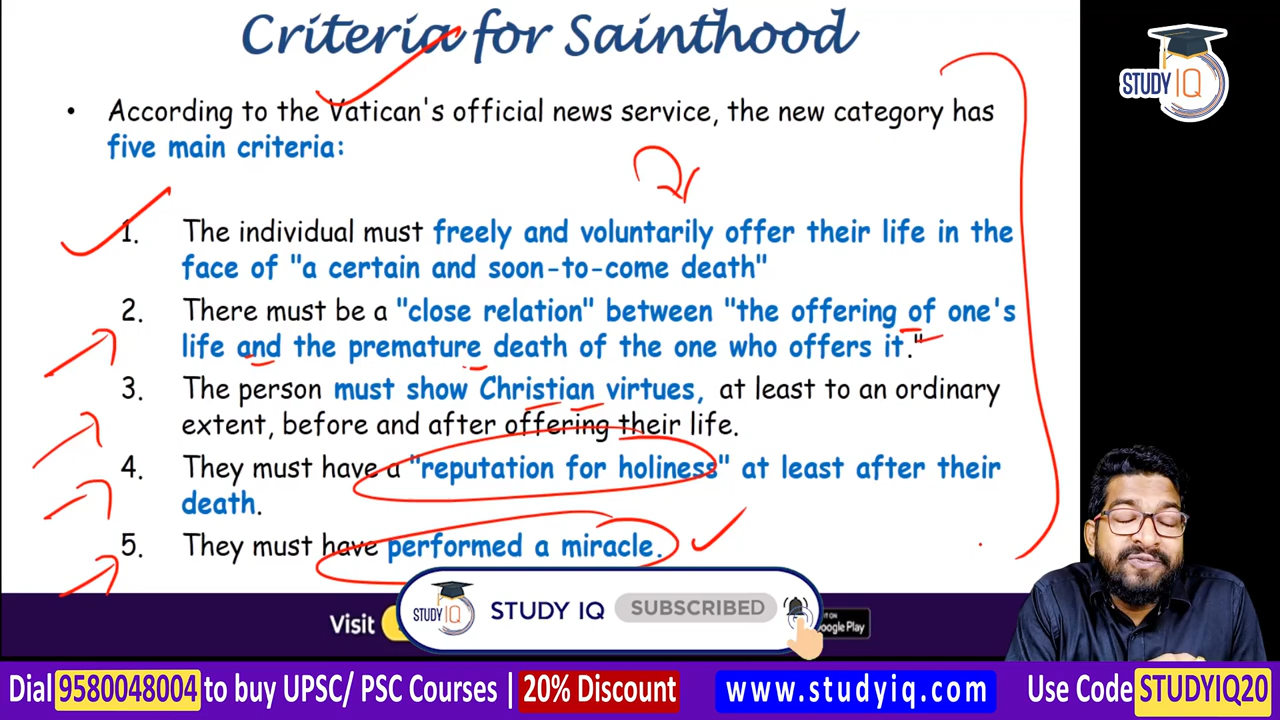 Criteria for Sainthood
STUDY IQ
• According to the Vatican's official news service, the new category has
five main criteria:
1. The individual must freely and voluntarily offer their life in the
face of "a certain and soon-to-come death"
2. There must be a "close relation" between "the offering of one's
life and the premature death of the one who offers it."
3. The person must show Christian virtues, at least to an ordinary
extent, before and after offering their life.
4. They must have a "reputation for holiness" at least after their
death.
5. They must have performed a miracle.
Visit
STUDY IQ
STUDY IQ
SUBSCRIBED
Google Play
Dial 9580048004 to buy UPSC/ PSC Courses | 20% Discount
www.studyiq.com
Use Code STUDYIQ20